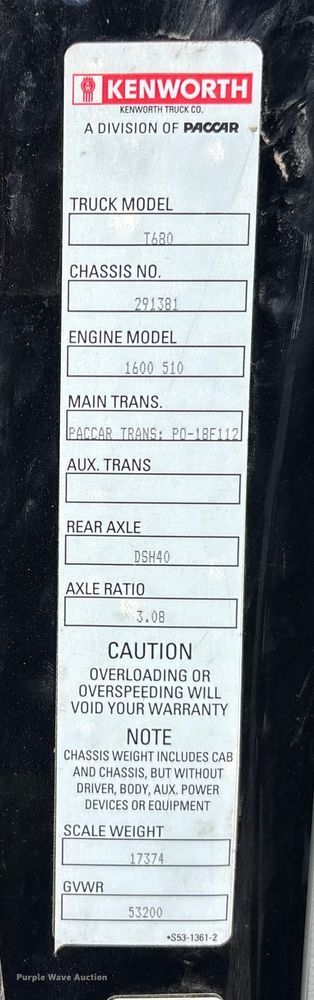 KENWORTH
KENWORTH TRUCK CO.
A DIVISION OF PACCAR
TRUCK MODEL
T680
CHASSIS NO.
291381
ENGINE MODEL
1600 510
MAIN TRANS.
PACCAR TRANS: PO-18F112
AUX. TRANS
REAR AXLE
DSH40
AXLE RATIO
3.08
CAUTION
OVERLOADING OR
OVERSPEEDING WILL
VOID YOUR WARRANTY
NOTE
CHASSIS WEIGHT INCLUDES CAB
AND CHASSIS, BUT WITHOUT
DRIVER, BODY, AUX. POWER
DEVICES OR EQUIPMENT
SCALE WEIGHT
17374
GVWR
53200
•S53-1361-2
Purple Wave Auction